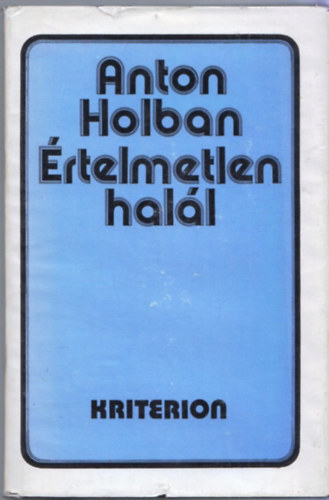 Anton
Holban
Értelmetlen
halál
KRITERION